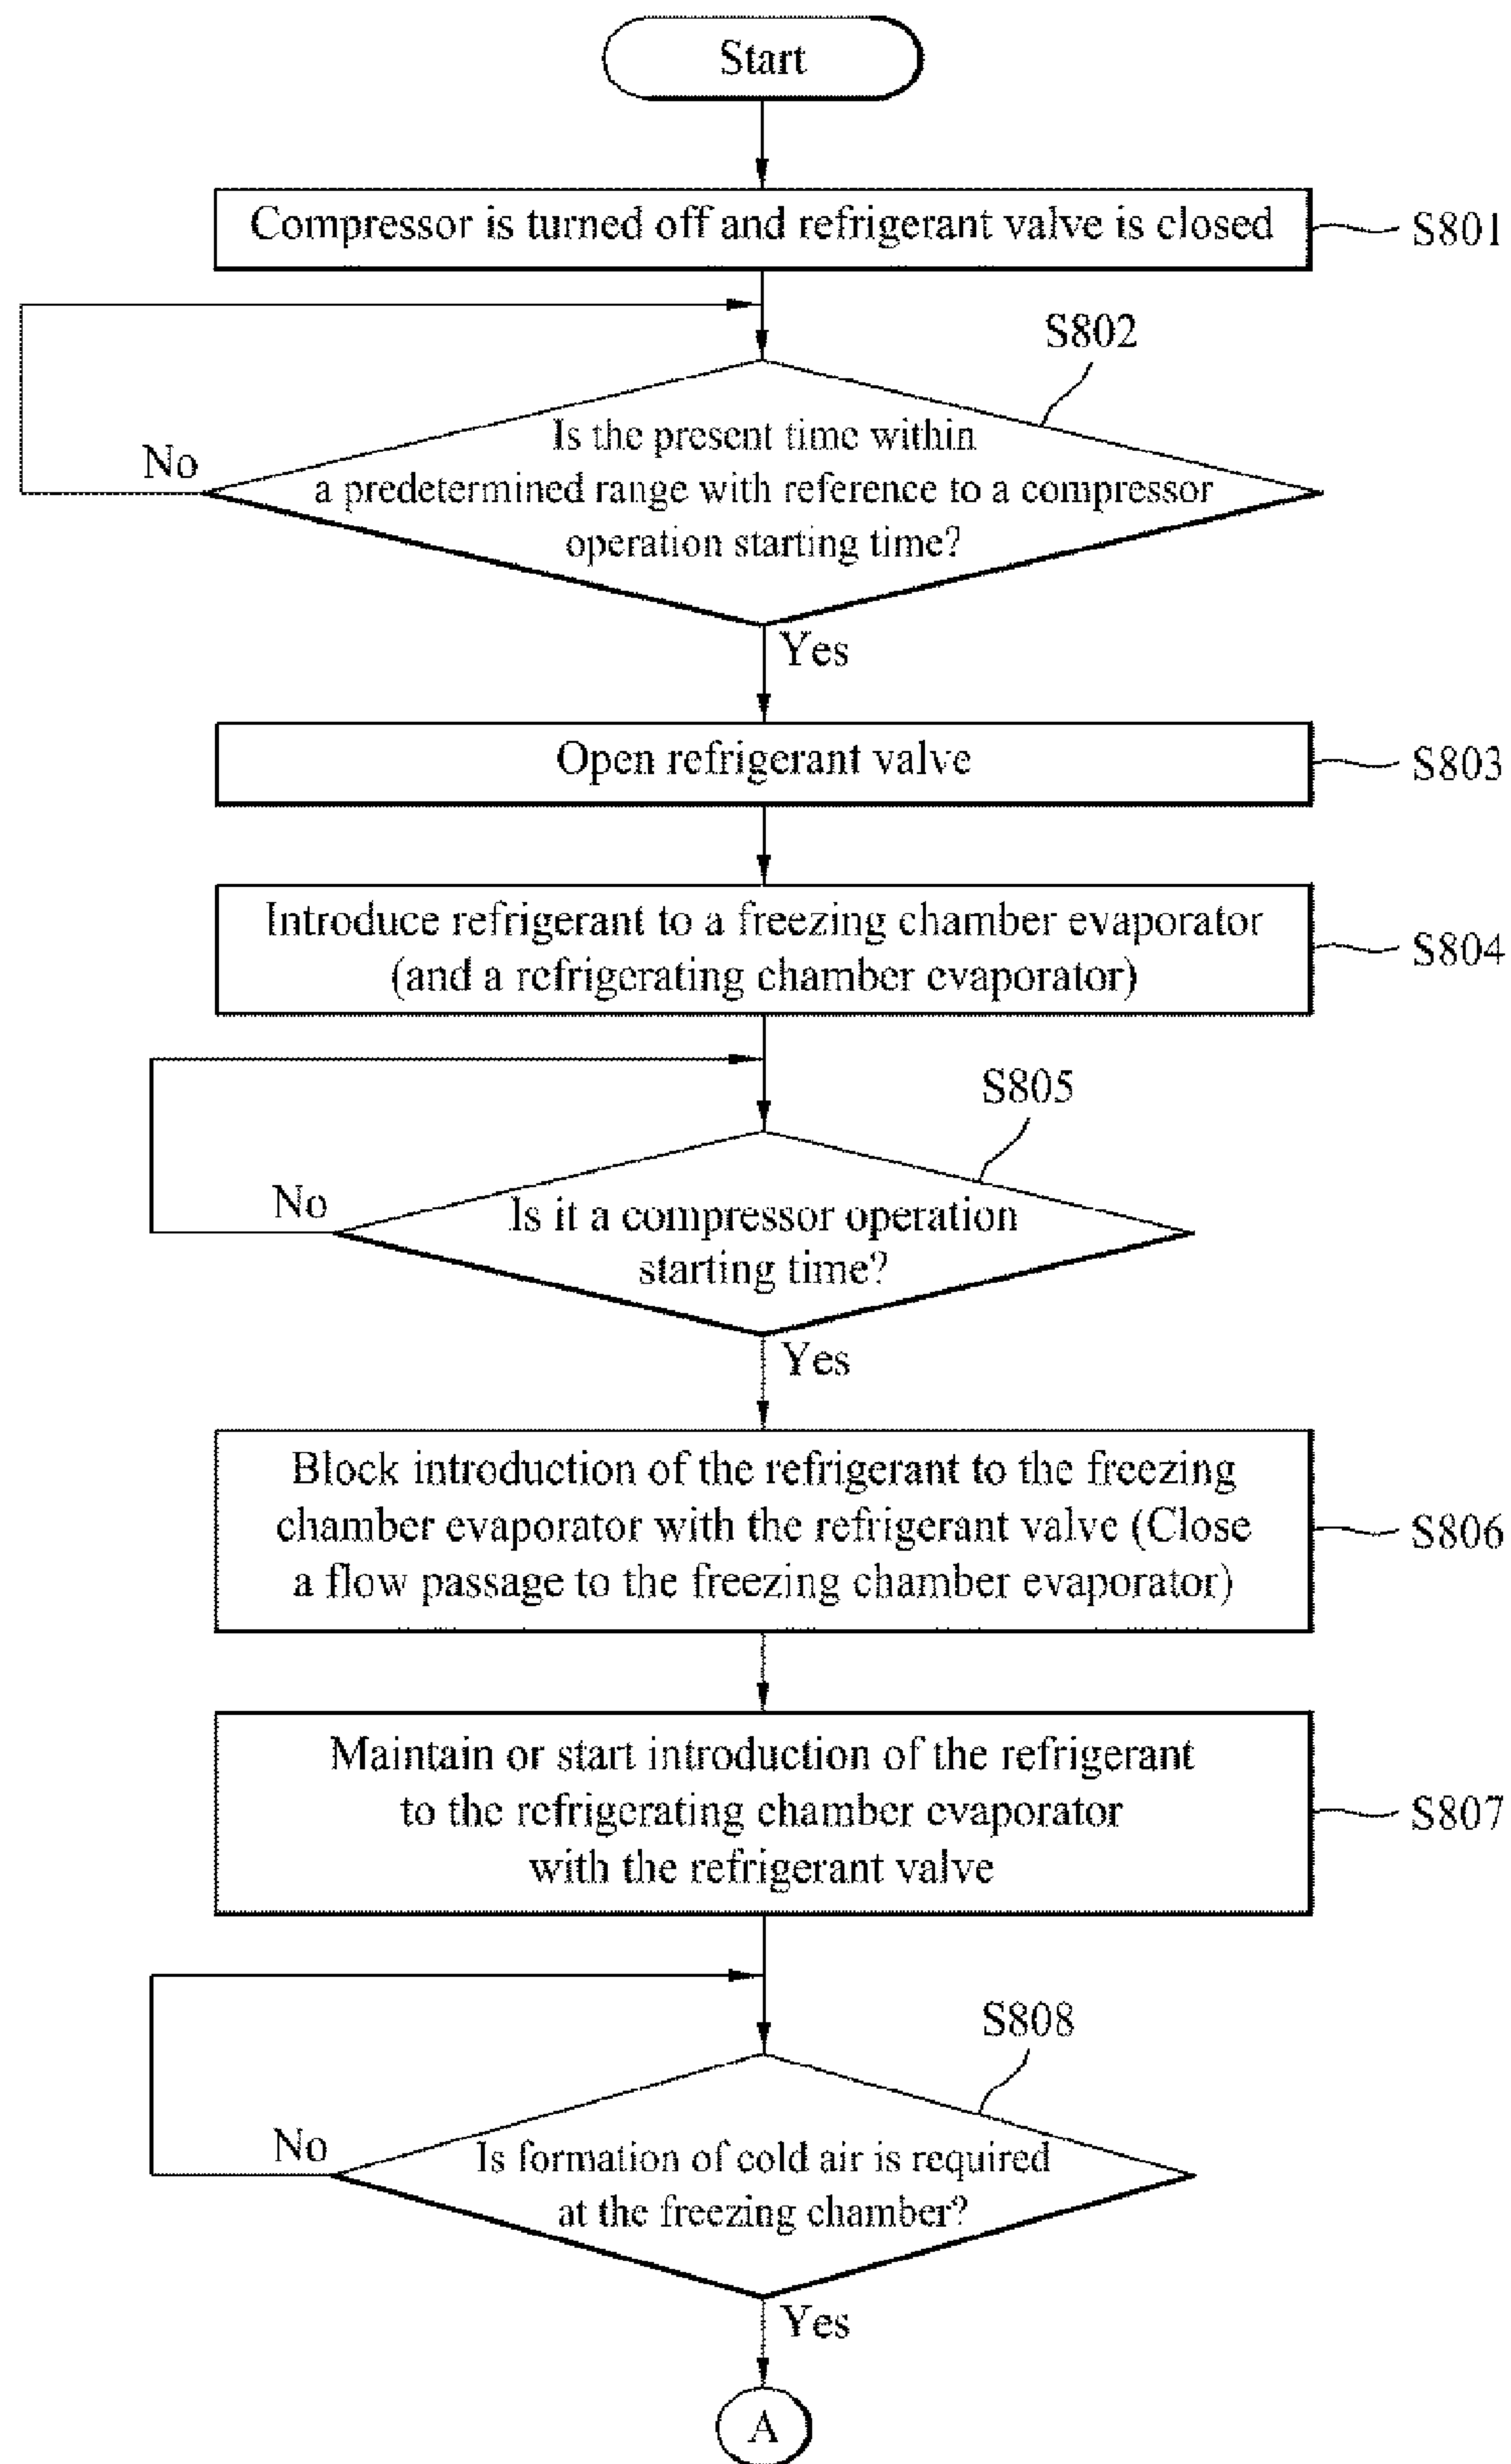 Start
Compressor is turned off and refrigerant valve is closed
S801
S802
Is the present time within
a predetermined range with reference to a compressor
operation starting time?
No
Yes
Open refrigerant valve
S803
Introduce refrigerant to a freezing chamber evaporator
(and a refrigerating chamber evaporator)
S804
S805
Is it a compressor operation
starting time?
No
Yes
Block introduction of the refrigerant to the freezing
chamber evaporator with the refrigerant valve (Close
a flow passage to the freezing chamber evaporator)
S806
Maintain or start introduction of the refrigerant
to the refrigerating chamber evaporator
with the refrigerant valve
S807
S808
Is formation of cold air is required
at the freezing chamber?
No
Yes
A